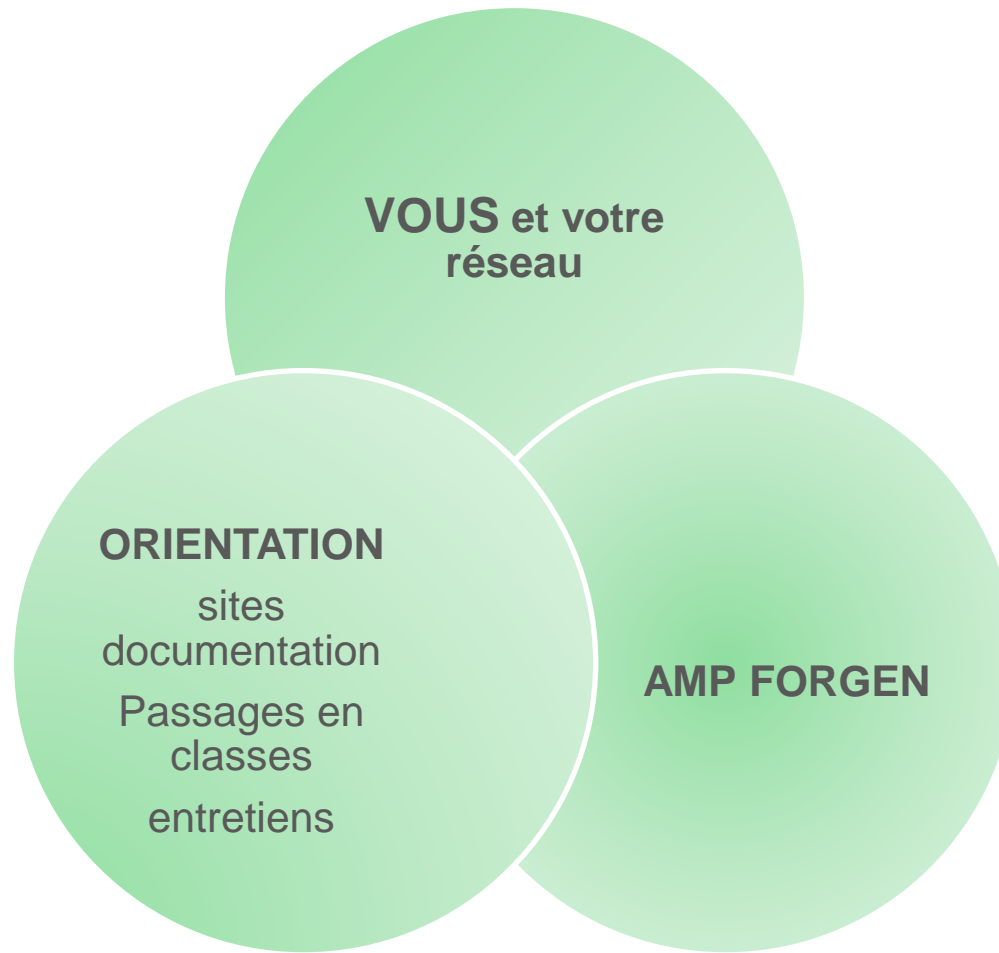 VOUS et votre
réseau
ORIENTATION
sites
documentation
Passages en
classes
entretiens
AMP FORGEN